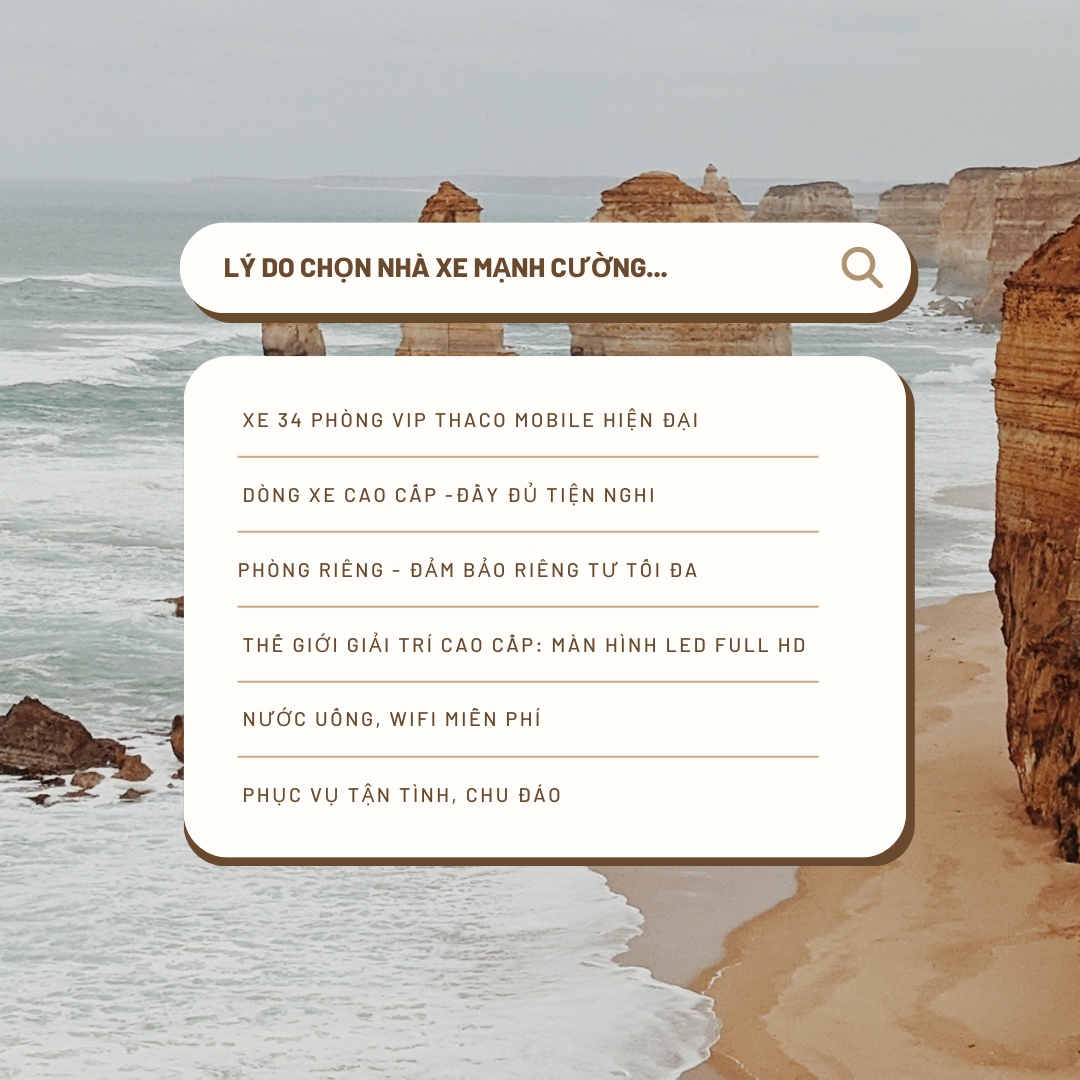 LÝ DO CHỌN NHÀ XE MẠNH CƯỜNG...
XE 34 PHÒNG VIP THACO MOBILE HIỆN ĐẠI
DÒNG XE CAO CẤP -ĐẦY ĐỦ TIỆN NGHI
PHÒNG RIÊNG - ĐẢM BẢO RIÊNG TƯ TỐI ĐA
THẾ GIỚI GIẢI TRÍ CAO CẤP: MÀN HÌNH LED FULL HD
NƯỚC UỐNG, WIFI MIỄN PHÍ
PHỤC VỤ TẬN TÌNH, CHU ĐÁO